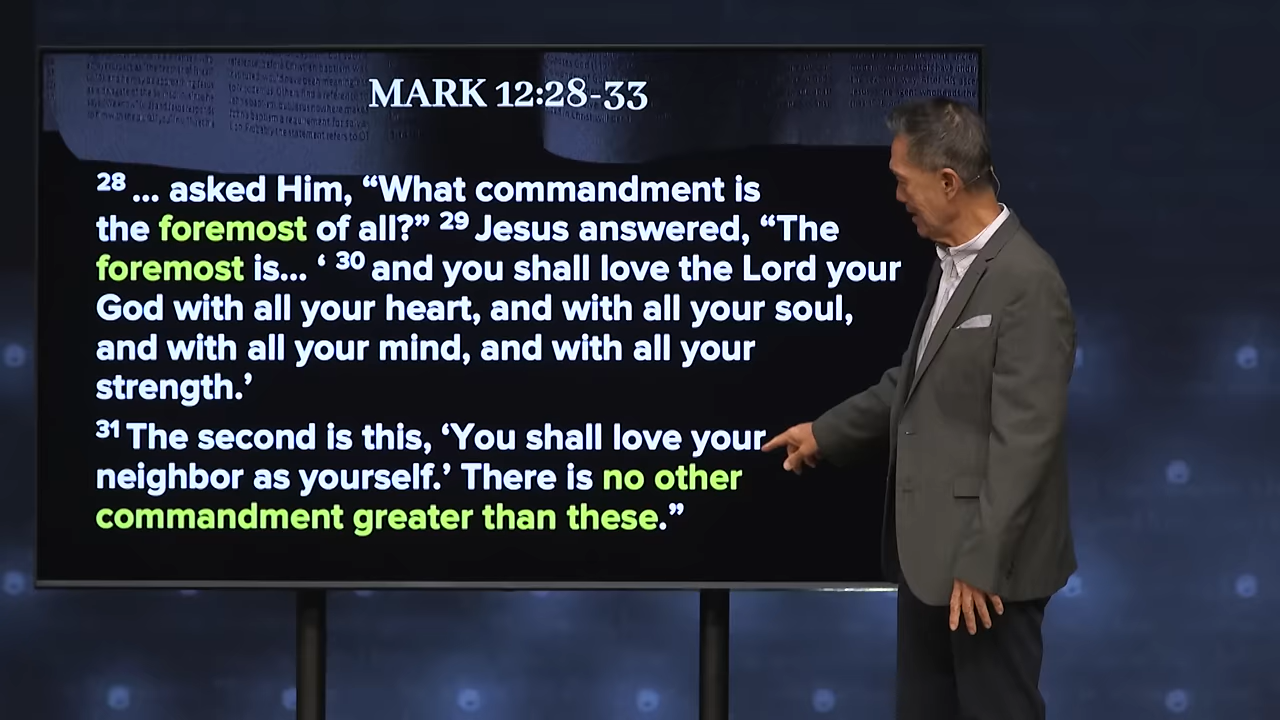 MARK 12:28-33
28 ... asked Him, “What commandment is
the foremost of all?” 29 Jesus answered, “The
foremost is... ‘ 30 and you shall love the Lord your
God with all your heart, and with all your soul,
and with all your mind, and with all your
strength.’
31 The second is this, ‘You shall love your
neighbor as yourself.’ There is no other
commandment greater than these.”